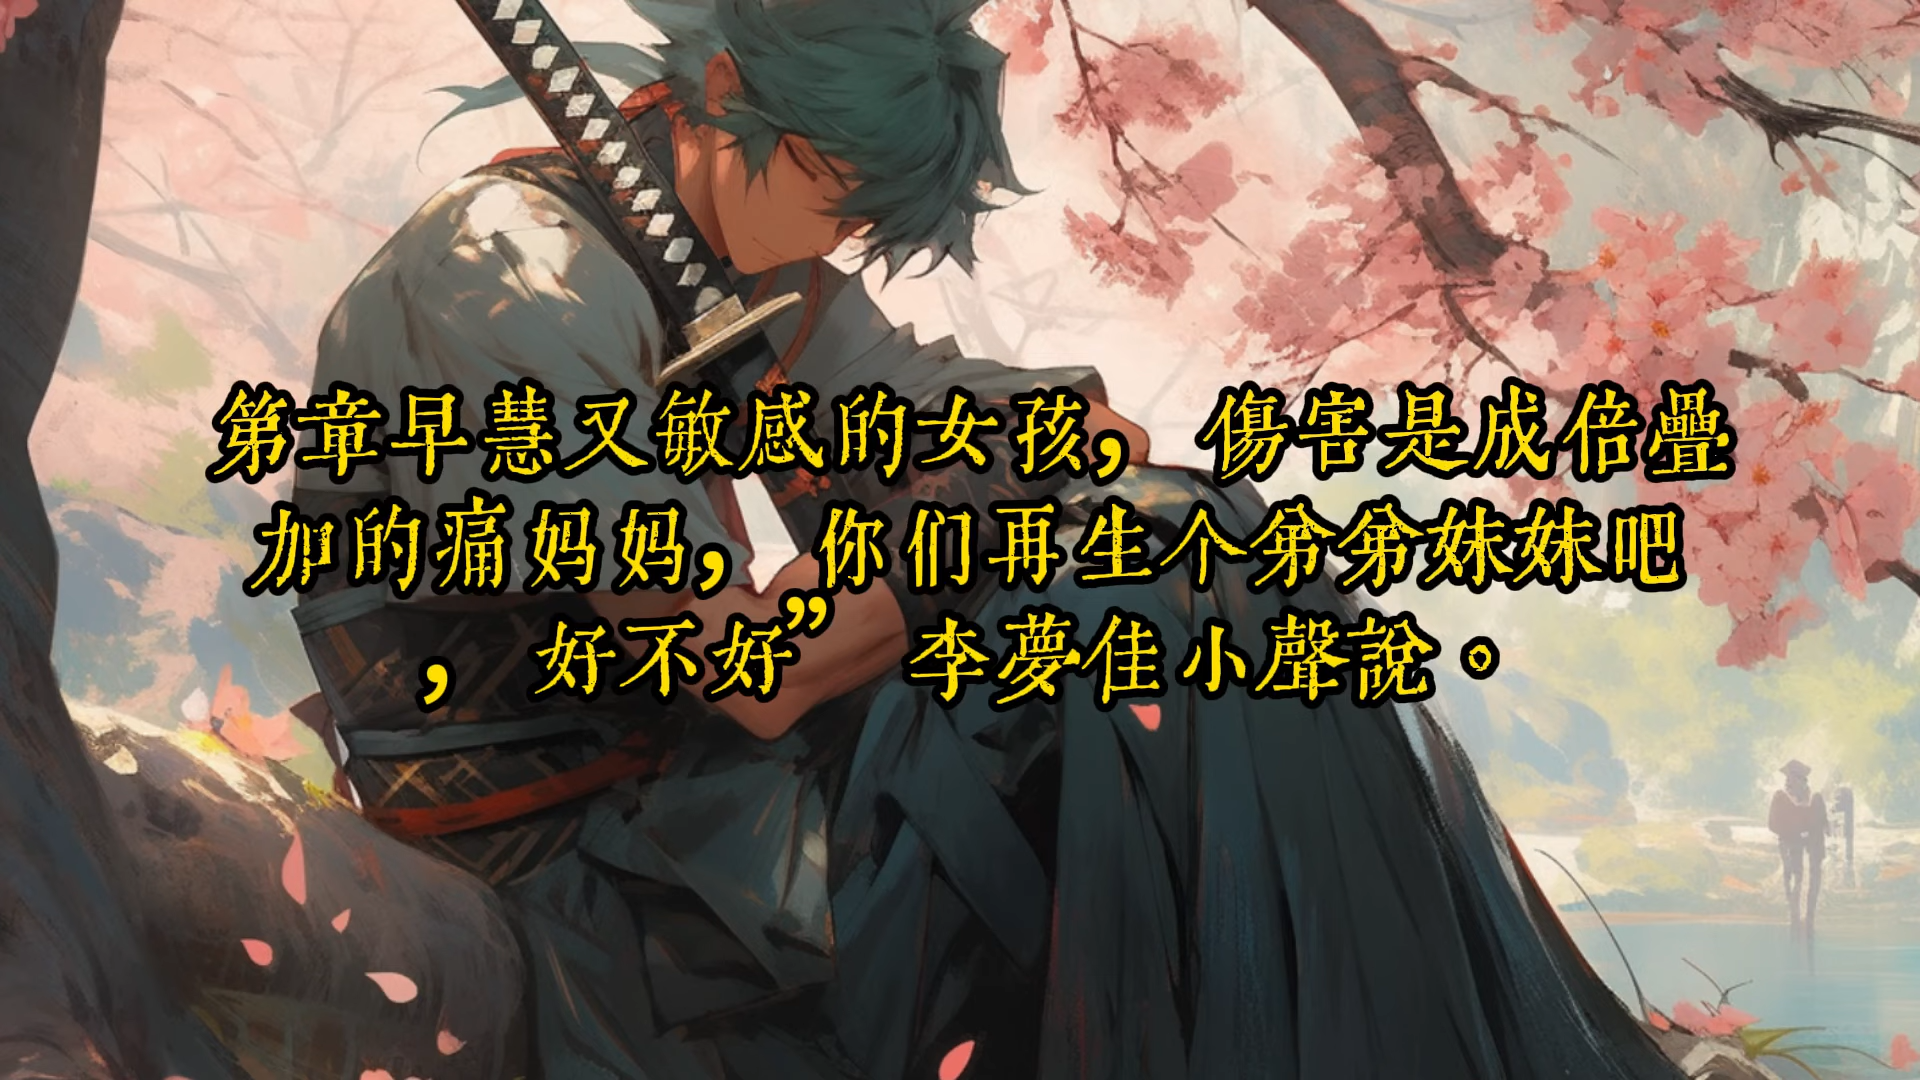 第章早慧又敏感的女孩, 傷害是成倍疊
加的痛妈妈, 你们再生个弟弟妹妹吧
, 好不好” 李夢佳小聲說。